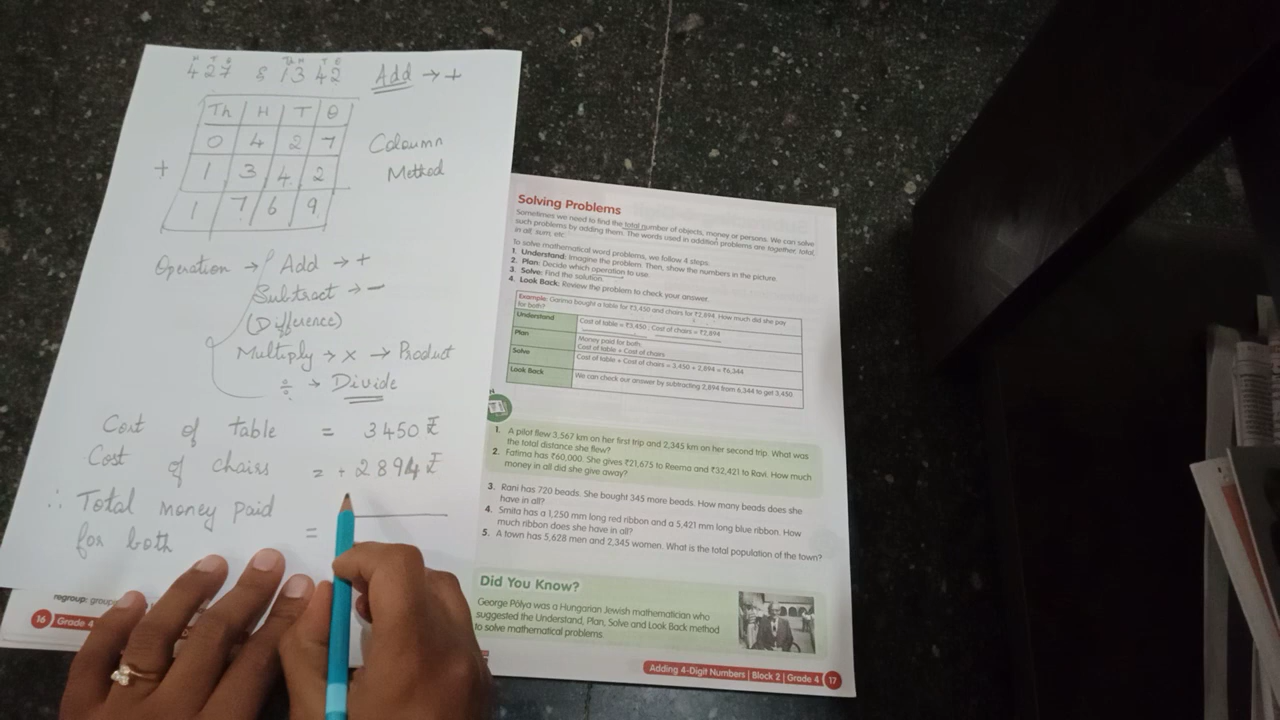 H T O Th H T O
427 & 1342 Add → +
Th H T O
0 4 2 7 Coloumn
+ 1 3 4 2 Method
1 7 6 9
Operation → Add → +
Subtract → -
(Difference)
Multiply → × → Product
÷ → Divide
Cost of table = 3450 ₹
Cost of chairs = + 2894 ₹
∴ Total money paid
for both =
regroup: group
16 Grade 4
Solving Problems
Sometimes we need to find the total number of objects, money or persons. We can solve
such problems by adding them. The words used in addition problems are together, total,
in all, sum, etc.
To solve mathematical word problems, we follow 4 steps.
1. Understand: Imagine the problem. Then, show the numbers in the picture.
2. Plan: Decide which operation to use.
3. Solve: Find the solution.
4. Look Back: Review the problem to check your answer.
Example: Garima bought a table for ₹3,450 and chairs for ₹2,894. How much did she pay
for both?
Understand Cost of table = ₹3,450 ; Cost of chairs = ₹2,894
Plan Money paid for both:
Cost of table + Cost of chairs
Solve Cost of table + Cost of chairs = 3,450 + 2,894 = ₹6,344
Look Back We can check our answer by subtracting 2,894 from 6,344 to get 3,450.
1. A pilot flew 3,567 km on her first trip and 2,345 km on her second trip. What was
the total distance she flew?
2. Fatima has ₹60,000. She gives ₹21,675 to Reema and ₹32,421 to Ravi. How much
money in all did she give away?
3. Rani has 720 beads. She bought 345 more beads. How many beads does she
have in all?
4. Smita has a 1,250 mm long red ribbon and a 5,421 mm long blue ribbon. How
much ribbon does she have in all?
5. A town has 5,628 men and 2,345 women. What is the total population of the town?
Did You Know?
George Pólya was a Hungarian Jewish mathematician who
suggested the Understand, Plan, Solve and Look Back method
to solve mathematical problems.
Adding 4-Digit Numbers | Block 2 | Grade 4 17